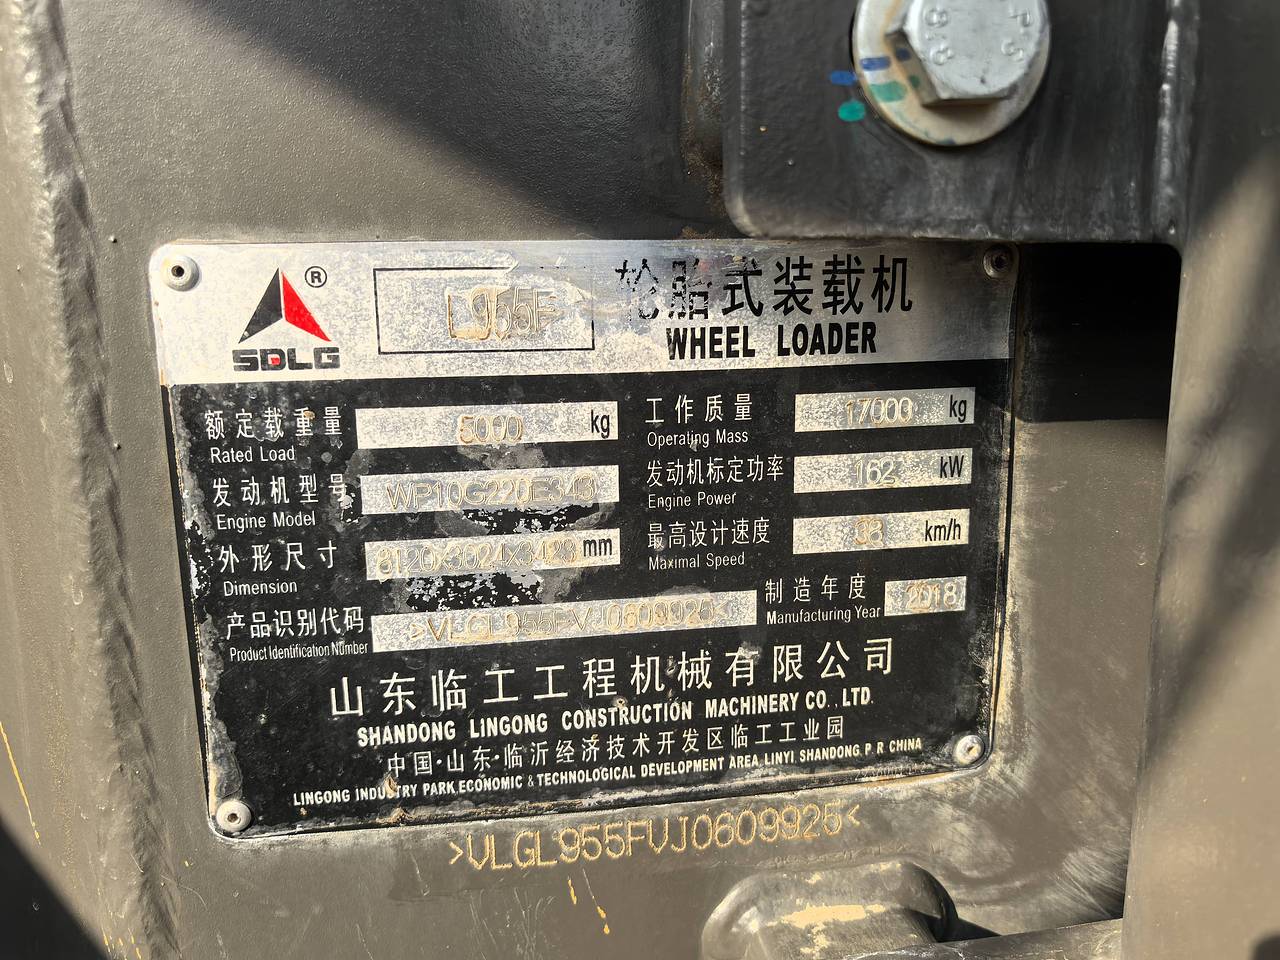 8.8
®
SDLG
L955F
轮胎式装载机
WHEEL LOADER
额定载重量 5000 kg
Rated Load
工作质量 17000 kg
Operating Mass
发动机型号 WP10G220E343
Engine Model
发动机标定功率 162 kW
Engine Power
外形尺寸 8120×3024×3423 mm
Dimension
最高设计速度 38 km/h
Maximal Speed
产品识别代码 >VLGL955FVJ0609925<
Product Identification Number
制造年度 2018
Manufacturing Year
山东临工工程机械有限公司
SHANDONG LINGONG CONSTRUCTION MACHINERY CO., LTD.
中国·山东·临沂经济技术开发区临工工业园
LINGONG INDUSTRY PARK,ECONOMIC & TECHNOLOGICAL DEVELOPMENT AREA, LINYI, SHANDONG, P. R. CHINA
>VLGL955FVJ0609925<